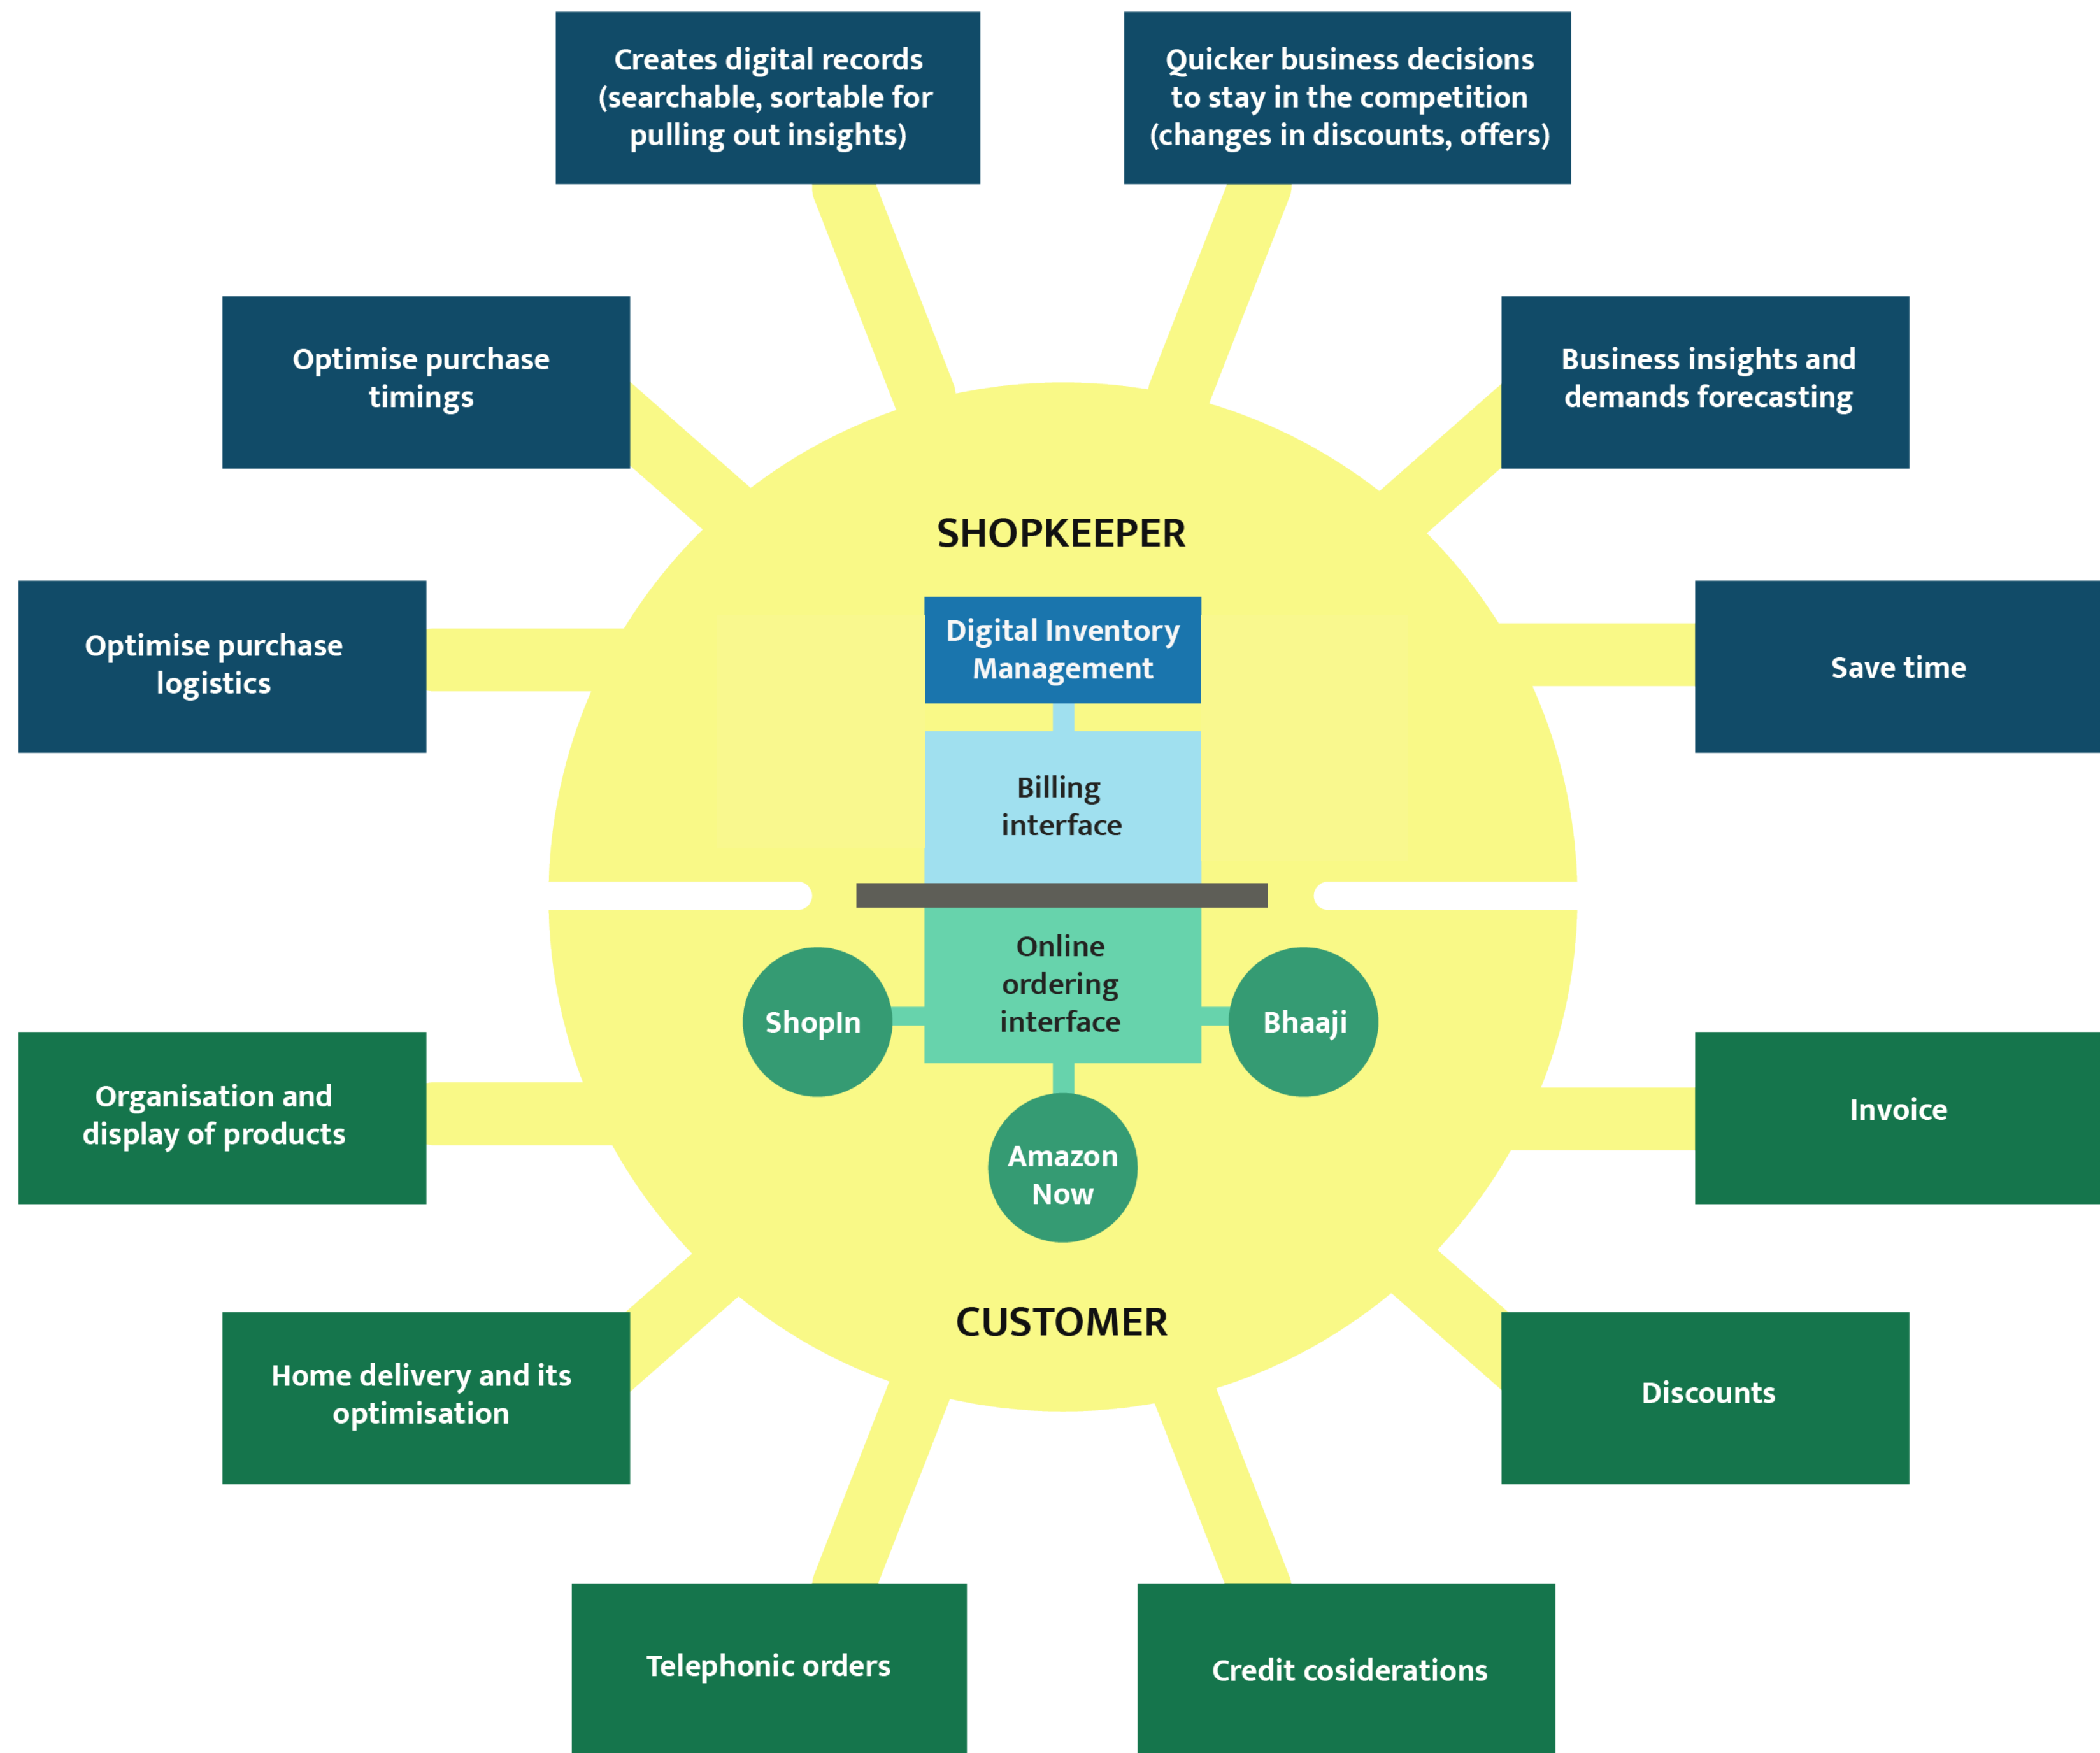 Creates digital records
(searchable, sortable for
pulling out insights)
Quicker business decisions
to stay in the competition
(changes in discounts, offers)
Optimise purchase
timings
Business insights and
demands forecasting
SHOPKEEPER
Optimise purchase
logistics
Digital Inventory
Management
Save time
Billing
interface
Online
ordering
interface
ShopIn
Bhaaji
Amazon
Now
Organisation and
display of products
Invoice
CUSTOMER
Home delivery and its
optimisation
Discounts
Telephonic orders
Credit cosiderations